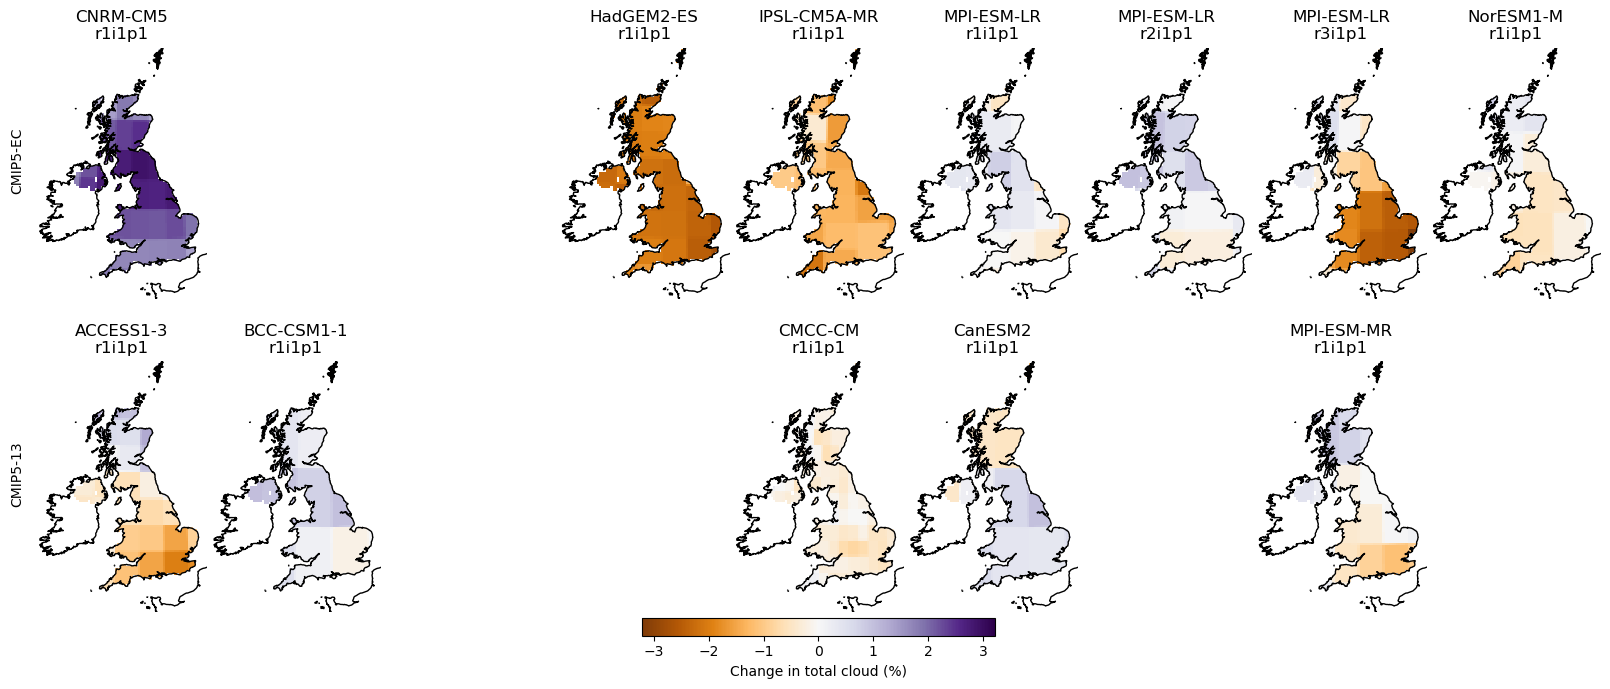 CNRM-CM5
r1i1p1
HadGEM2-ES
r1i1p1
IPSL-CM5A-MR
r1i1p1
MPI-ESM-LR
r1i1p1
MPI-ESM-LR
r2i1p1
MPI-ESM-LR
r3i1p1
NorESM1-M
r1i1p1
CMIP5-EC
ACCESS1-3
r1i1p1
BCC-CSM1-1
r1i1p1
CMCC-CM
r1i1p1
CanESM2
r1i1p1
MPI-ESM-MR
r1i1p1
CMIP5-13
−3 −2 −1 0 1 2 3
Change in total cloud (%)